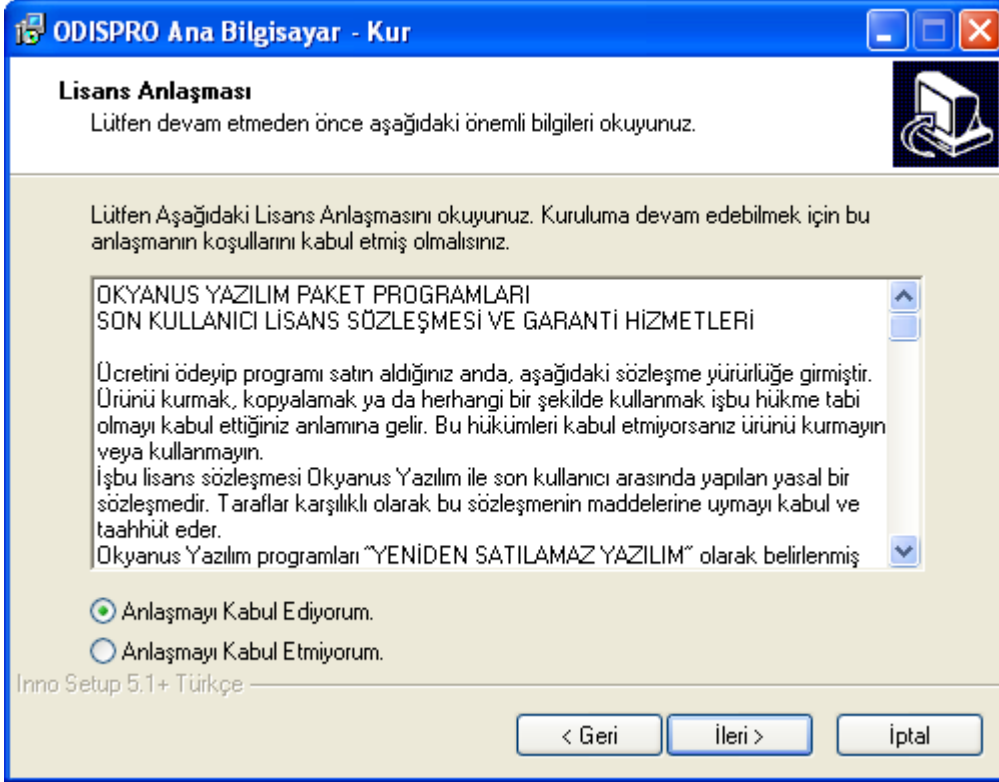 ODISPRO Ana Bilgisayar - Kur
Lisans Anlaşması
Lütfen devam etmeden önce aşağıdaki önemli bilgileri okuyunuz.
Lütfen Aşağıdaki Lisans Anlaşmasını okuyunuz. Kuruluma devam edebilmek için bu
anlaşmanın koşullarını kabul etmiş olmalısınız.
OKYANUS YAZILIM PAKET PROGRAMLARI
SON KULLANICI LİSANS SÖZLEŞMESİ VE GARANTİ HİZMETLERİ
Ücretini ödeyip programı satın aldığınız anda, aşağıdaki sözleşme yürürlüğe girmiştir.
Ürünü kurmak, kopyalamak ya da herhangi bir şekilde kullanmak işbu hükme tabi
olmayı kabul ettiğiniz anlamına gelir. Bu hükümleri kabul etmiyorsanız ürünü kurmayın
veya kullanmayın.
İşbu lisans sözleşmesi Okyanus Yazılım ile son kullanıcı arasında yapılan yasal bir
sözleşmedir. Taraflar karşılıklı olarak bu sözleşmenin maddelerine uymayı kabul ve
taahhüt eder.
Okyanus Yazılım programları “YENİDEN SATILAMAZ YAZILIM” olarak belirlenmiş
Anlaşmayı Kabul Ediyorum.
Anlaşmayı Kabul Etmiyorum.
Inno Setup 5.1+ Türkçe
< Geri
İleri >
İptal